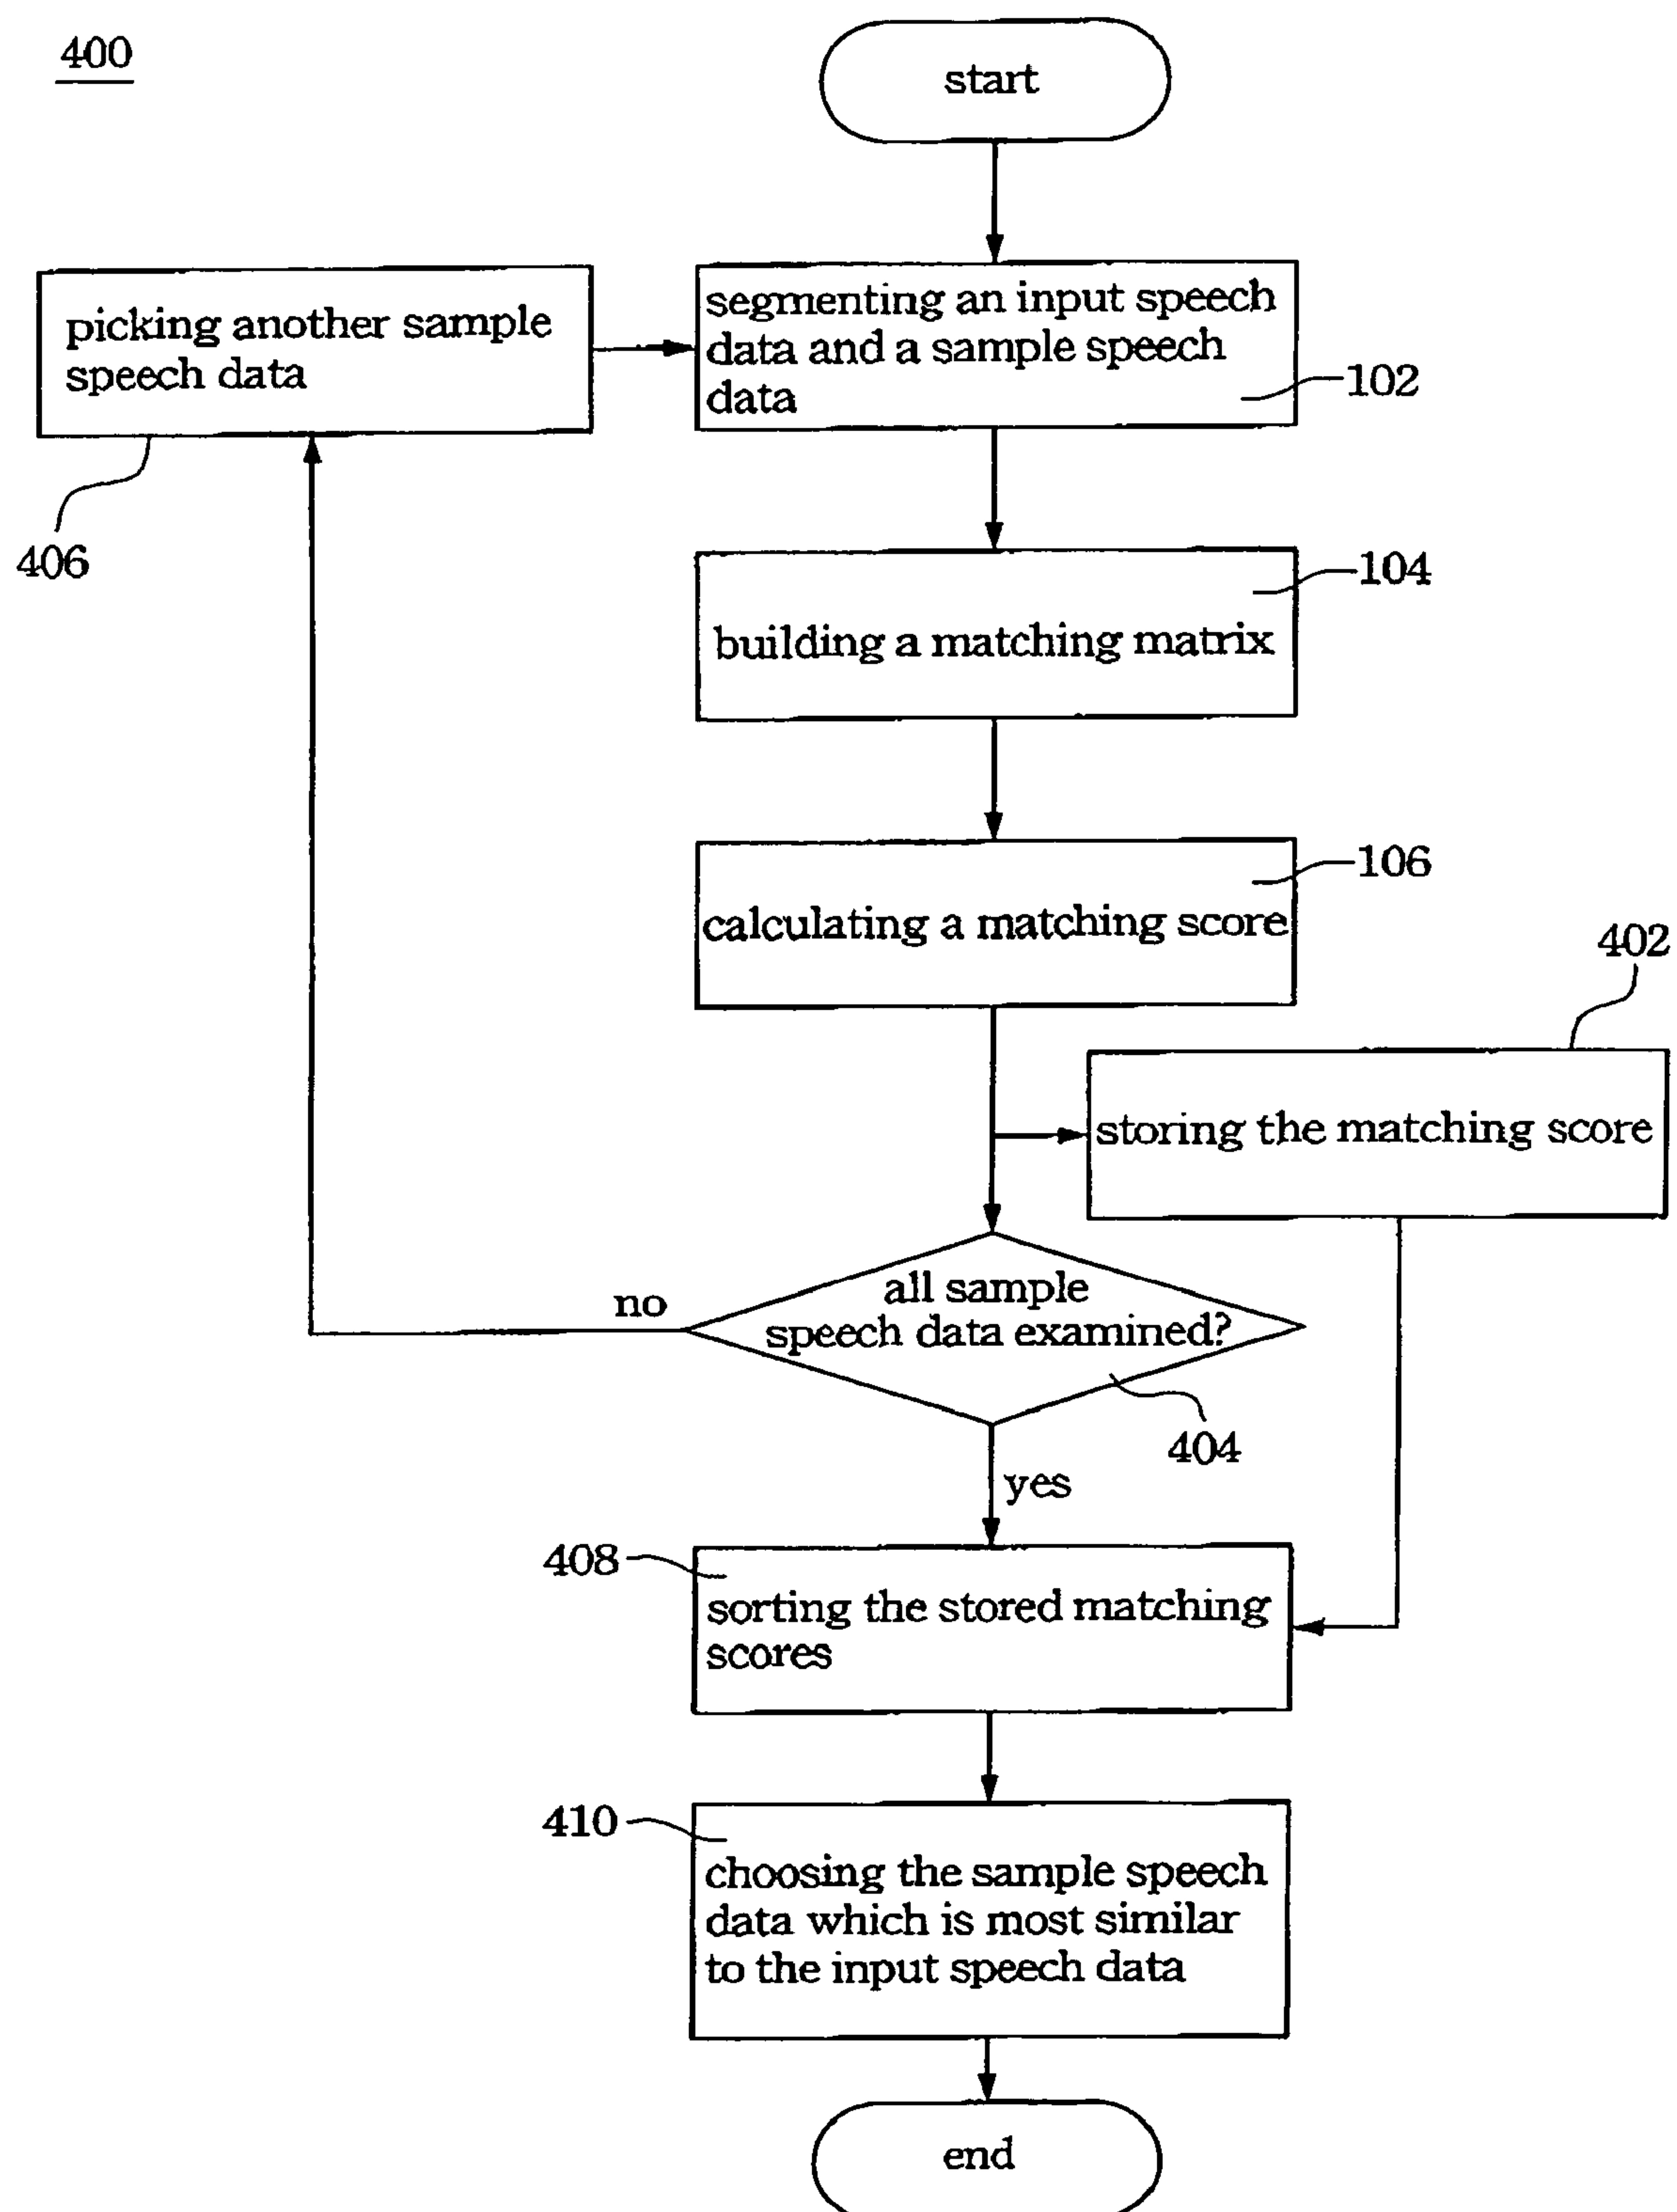 400
start
picking another sample
speech data
406
segmenting an input speech
data and a sample speech
data
102
104
building a matching matrix
106
calculating a matching score
402
storing the matching score
all sample
speech data examined?
no
404
yes
408
sorting the stored matching
scores
410
choosing the sample speech
data which is most similar
to the input speech data
end